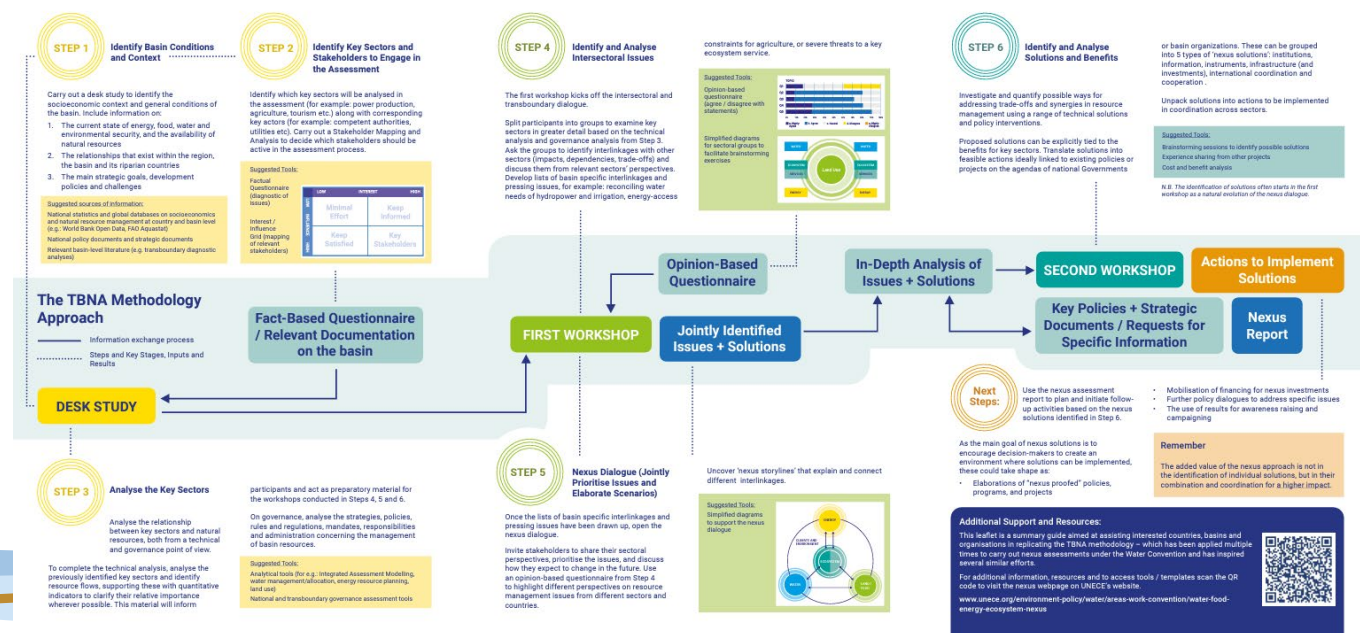 STEP 1
Identify Basin Conditions
and Context
Carry out a desk study to identify the
socioeconomic context and general conditions of
the basin. Include information on:
1. The current state of energy, food, water and
environmental security, and the availability of
natural resources
2. The relationships that exist within the region,
the basin and its riparian countries
3. The main strategic goals, development
policies and challenges
Suggested sources of information:
National statistics and global databases on socioeconomics
and natural resource management at country and basin level
(e.g.: World Bank Open Data, FAO Aquastat)
National policy documents and strategic documents
Relevant basin-level literature (e.g. transboundary diagnostic
analyses)
STEP 2
Identify Key Sectors and
Stakeholders to Engage in
the Assessment
Identify which key sectors will be analysed in
the assessment (for example: power production,
agriculture, tourism etc.) along with corresponding
key actors (for example: competent authorities,
utilities etc). Carry out a Stakeholder Mapping and
Analysis to decide which stakeholders should be
active in the assessment process.
Suggested Tools:
Factual
Questionnaire
(diagnostic of
issues)
Interest /
Influence
Grid (mapping
of relevant
stakeholders)
LOW INTEREST HIGH
LOW INFLUENCE HIGH
Minimal
Effort
Keep
Informed
Keep
Satisfied
Key
Stakeholders
The TBNA Methodology
Approach
Information exchange process
Steps and Key Stages, Inputs and
Results
Fact-Based Questionnaire
/ Relevant Documentation
on the basin
DESK STUDY
STEP 3
Analyse the Key Sectors
Analyse the relationship
between key sectors and natural
resources, both from a technical
and governance point of view.
To complete the technical analysis, analyse the
previously identified key sectors and identify
resource flows, supporting these with quantitative
indicators to clarify their relative importance
wherever possible. This material will inform
participants and act as preparatory material for
the workshops conducted in Steps 4, 5 and 6.
On governance, analyse the strategies, policies,
rules and regulations, mandates, responsibilities
and administration concerning the management
of basin resources.
Suggested Tools:
Analytical tools (for e.g.: Integrated Assessment Modelling,
water management/allocation, energy resource planning,
land use)
National and transboundary governance assessment tools
STEP 4
Identify and Analyse
Intersectoral Issues
The first workshop kicks off the intersectoral and
transboundary dialogue.
Split participants into groups to examine key
sectors in greater detail based on the technical
analysis and governance analysis from Step 3.
Ask the groups to identify interlinkages with other
sectors (impacts, dependencies, trade-offs) and
discuss them from relevant sectors' perspectives.
Develop lists of basin specific interlinkages and
pressing issues, for example: reconciling water
needs of hydropower and irrigation, energy-access
constraints for agriculture, or severe threats to a key
ecosystem service.
Suggested Tools:
Opinion-based
questionnaire
(agree / disagree with
statements)
Simplified diagrams
for sectoral groups to
facilitate brainstorming
exercises
Opinion-Based
Questionnaire
FIRST WORKSHOP
Jointly Identified
Issues + Solutions
In-Depth Analysis of
Issues + Solutions
STEP 5
Nexus Dialogue (Jointly
Prioritise Issues and
Elaborate Scenarios)
Once the lists of basin specific interlinkages and
pressing issues have been drawn up, open the
nexus dialogue.
Invite stakeholders to share their sectoral
perspectives, prioritise the issues, and discuss
how they expect to change in the future. Use
an opinion-based questionnaire from Step 4
to highlight different perspectives on resource
management issues from different sectors and
countries.
Uncover 'nexus storylines' that explain and connect
different interlinkages.
Suggested Tools:
Simplified diagrams
to support the nexus
dialogue
STEP 6
Identify and Analyse
Solutions and Benefits
Investigate and quantify possible ways for
addressing trade-offs and synergies in resource
management using a range of technical solutions
and policy interventions.
Proposed solutions can be explicitly tied to the
benefits for key sectors. Translate solutions into
feasible actions ideally linked to existing policies or
projects on the agendas of national Governments
or basin organizations. These can be grouped
into 5 types of 'nexus solutions': institutions,
information, instruments, infrastructure (and
investments), international coordination and
cooperation .
Unpack solutions into actions to be implemented
in coordination across sectors.
Suggested Tools:
Brainstorming sessions to identify possible solutions
Experience sharing from other projects
Cost and benefit analysis
N.B. The identification of solutions often starts in the first
workshop as a natural evolution of the nexus dialogue.
SECOND WORKSHOP
Actions to Implement
Solutions
Key Policies + Strategic
Documents / Requests for
Specific Information
Nexus
Report
Next
Steps:
Use the nexus assessment
report to plan and initiate follow-
up activities based on the nexus
solutions identified in Step 6.
As the main goal of nexus solutions is to
encourage decision-makers to create an
environment where solutions can be implemented,
these could take shape as:
• Elaborations of "nexus proofed" policies,
programs, and projects
• Mobilisation of financing for nexus investments
• Further policy dialogues to address specific issues
• The use of results for awareness raising and
campaigning
Remember
The added value of the nexus approach is not in
the identification of individual solutions, but in their
combination and coordination for a higher impact.
Additional Support and Resources:
This leaflet is a summary guide aimed at assisting interested countries, basins and
organisations in replicating the TBNA methodology – which has been applied multiple
times to carry out nexus assessments under the Water Convention and has inspired
several similar efforts.
For additional information, resources and to access tools / templates scan the QR
code to visit the nexus webpage on UNECE's website.
www.unece.org/environment-policy/water/areas-work-convention/water-food-
energy-ecosystem-nexus